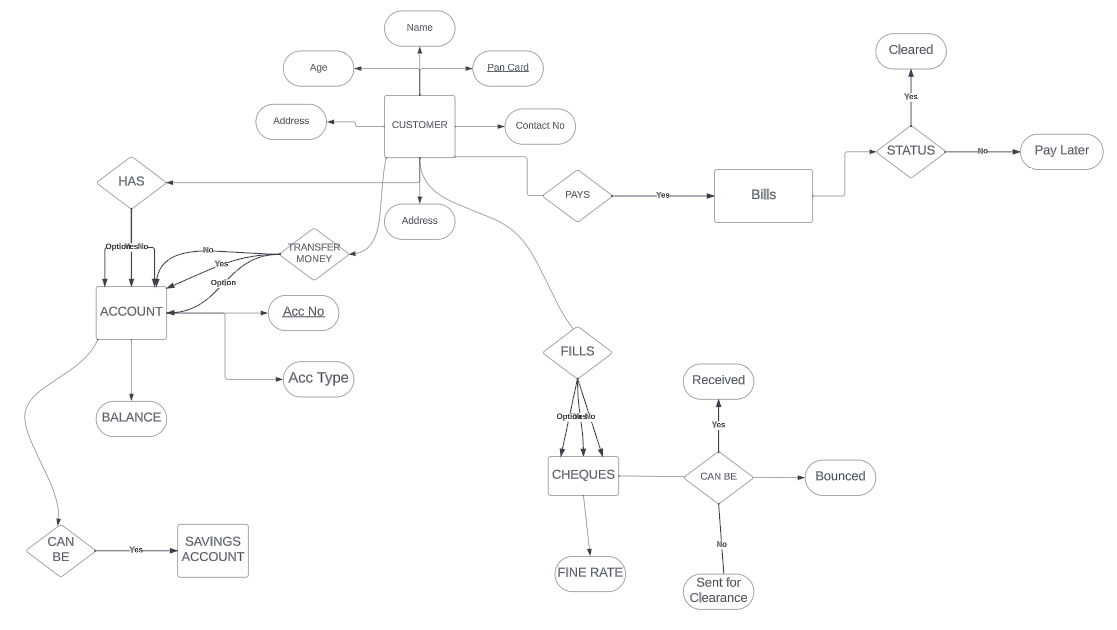 Name
Cleared
Age
Pan Card
Yes
Address
CUSTOMER
Contact No
STATUS
No
Pay Later
HAS
PAYS
Yes
Bills
Address
Option
Yes
No
TRANSFER
MONEY
No
Yes
Option
ACCOUNT
Acc No
FILLS
Acc Type
Received
BALANCE
Option
Yes
No
Yes
CHEQUES
CAN BE
Bounced
CAN
BE
Yes
SAVINGS
ACCOUNT
No
FINE RATE
Sent for
Clearance